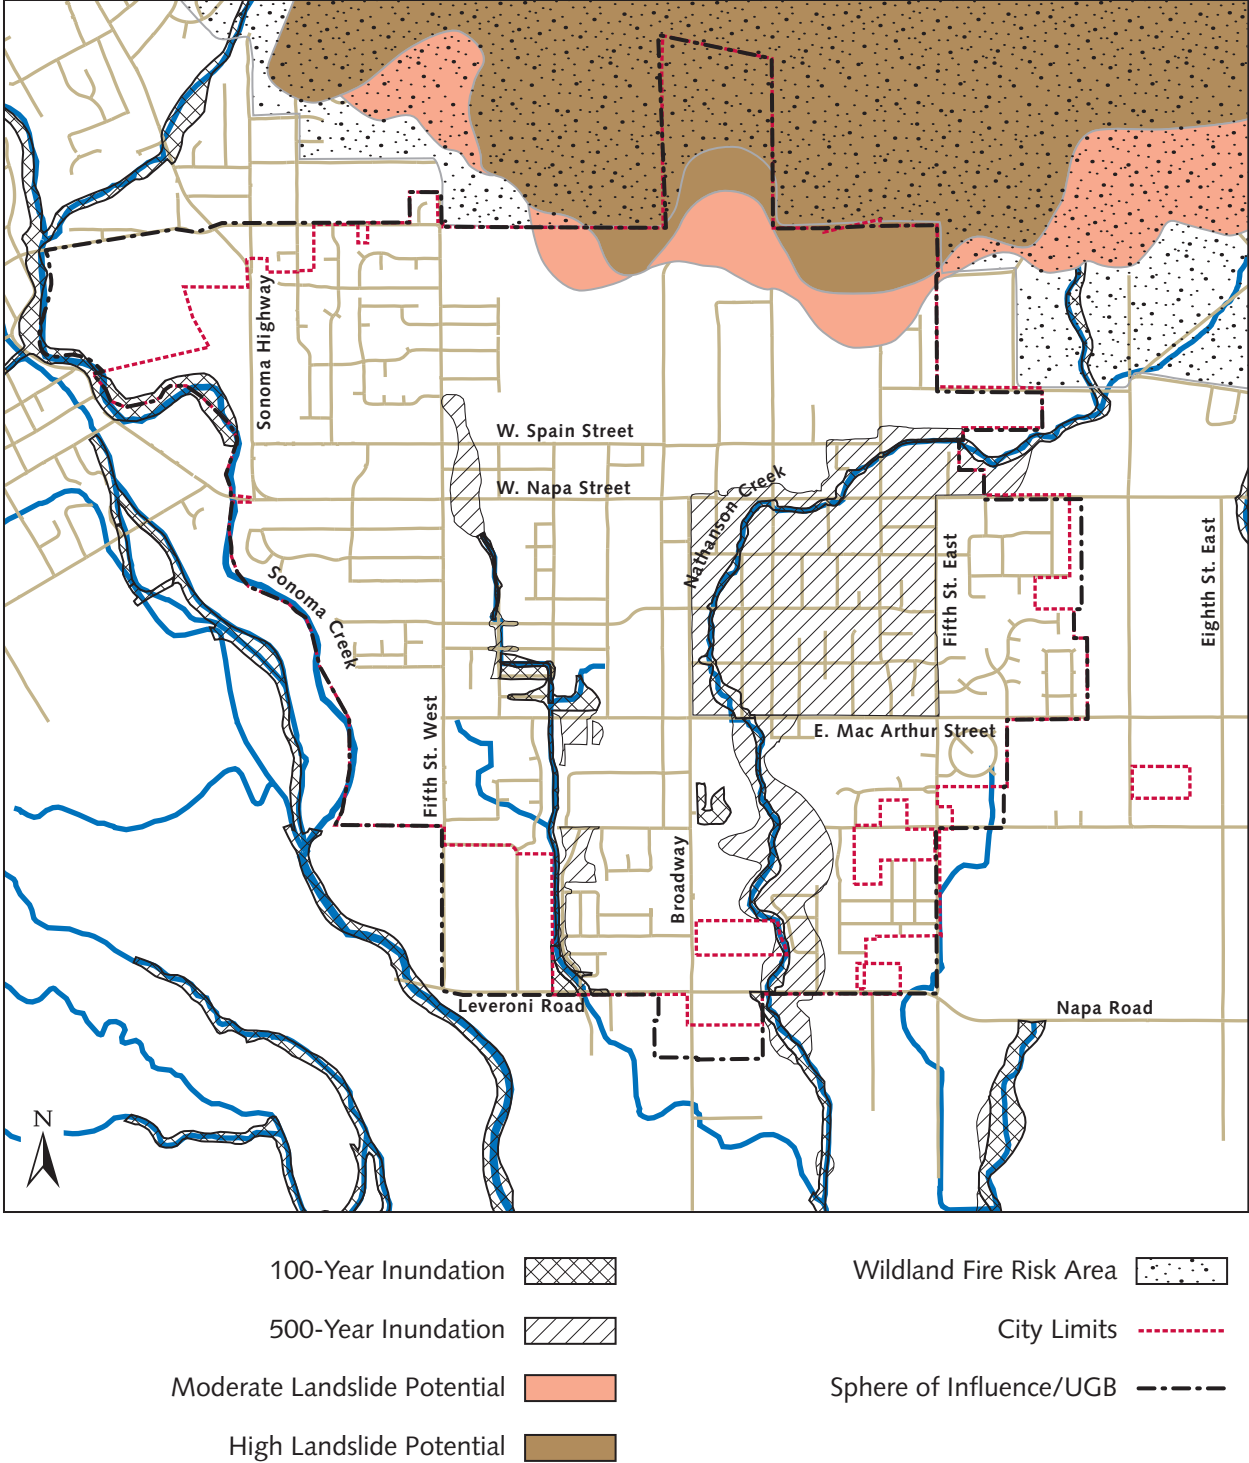 Sonoma Highway
W. Spain Street
W. Napa Street
Nathanson Creek
Fifth St. East
Eighth St. East
Sonoma Creek
Fifth St. West
E. Mac Arthur Street
Broadway
Leveroni Road
Napa Road
N
100-Year Inundation
500-Year Inundation
Moderate Landslide Potential
High Landslide Potential
Wildland Fire Risk Area
City Limits
Sphere of Influence/UGB